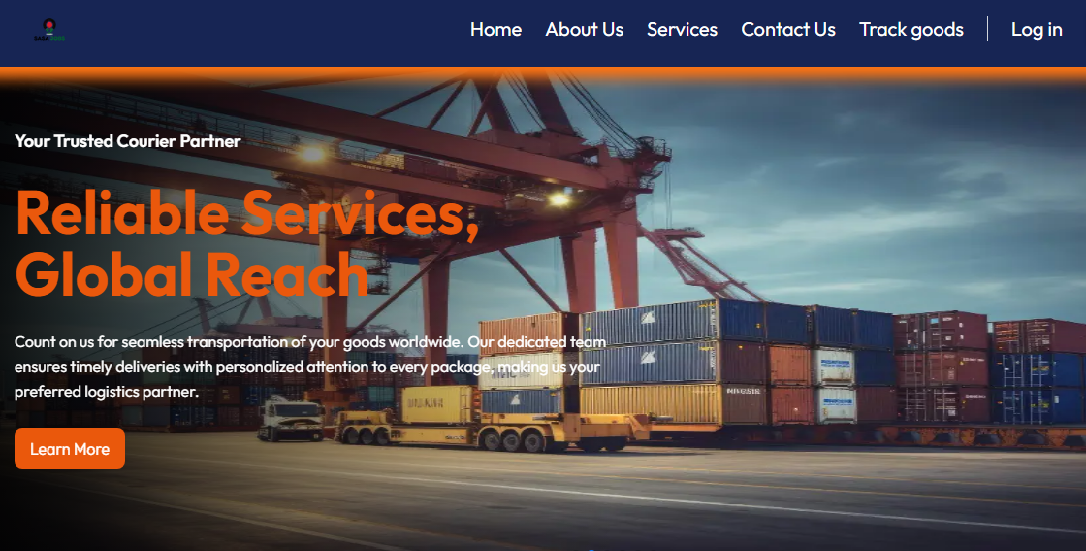 Home About Us Services Contact Us Track goods Log in
Your Trusted Courier Partner
Reliable Services,
Global Reach
Count on us for seamless transportation of your goods worldwide. Our dedicated team
ensures timely deliveries with personalized attention to every package, making us your
preferred logistics partner.
Learn More